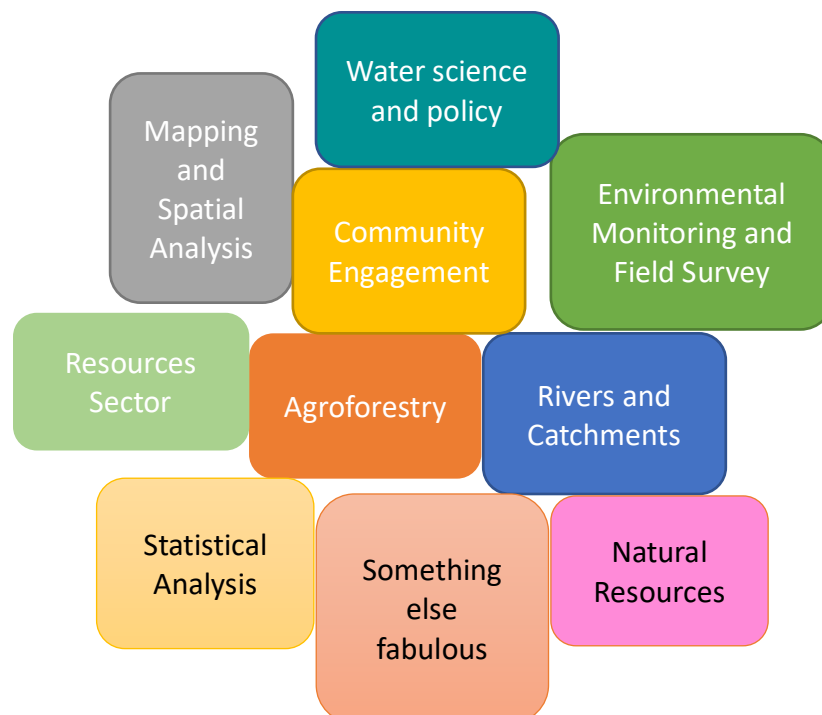 Water science
and policy
Mapping
and
Spatial
Analysis
Community
Engagement
Environmental
Monitoring and
Field Survey
Resources
Sector
Agroforestry
Rivers and
Catchments
Statistical
Analysis
Something
else
fabulous
Natural
Resources